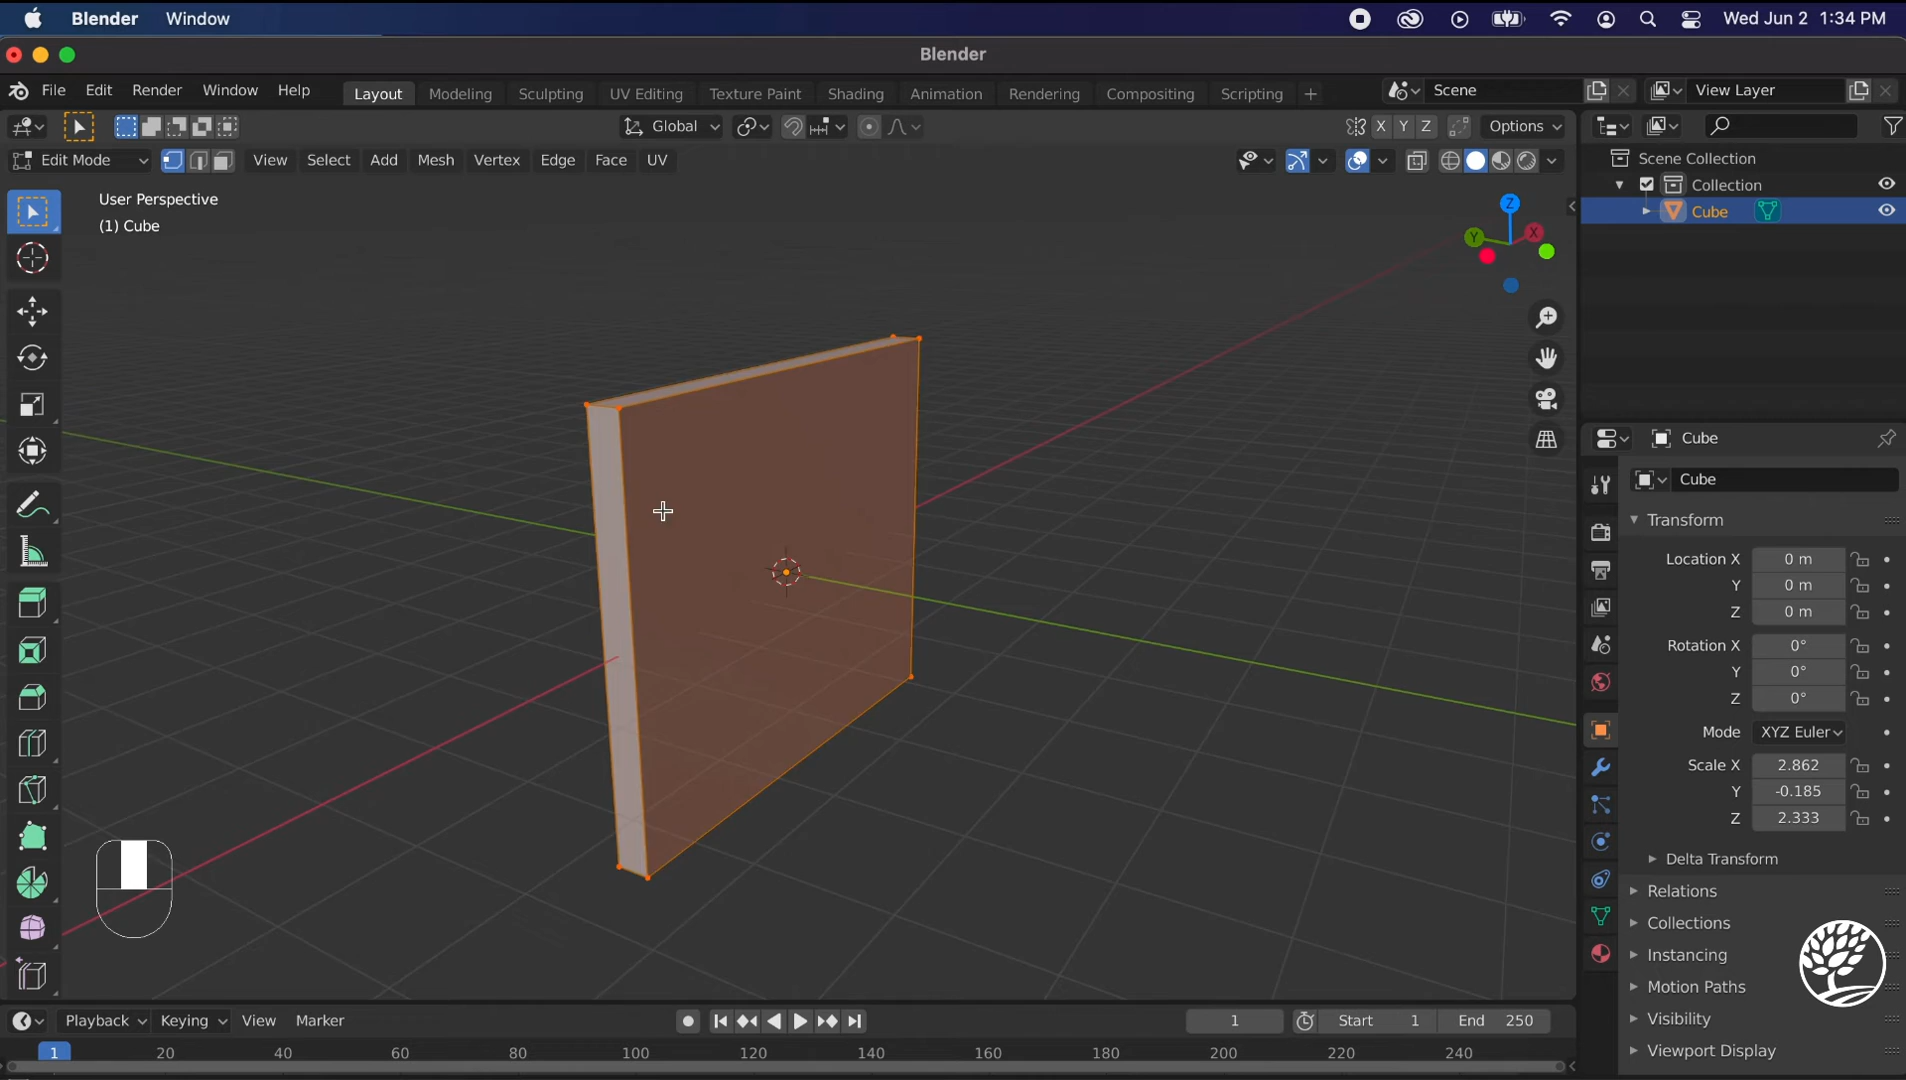 Blender Window Wed Jun 2 1:34 PM
Blender
File Edit Render Window Help Layout Modeling Sculpting UV Editing Texture Paint Shading Animation Rendering Compositing Scripting + Scene View Layer
Global X Y Z Options
Edit Mode View Select Add Mesh Vertex Edge Face UV
User Perspective
(1) Cube
Z
Y
X
Scene Collection
Collection
Cube
Cube
Cube
Transform
Location X 0 m
Y 0 m
Z 0 m
Rotation X 0°
Y 0°
Z 0°
Mode XYZ Euler
Scale X 2.862
Y -0.185
Z 2.333
Delta Transform
Relations
Collections
Instancing
Motion Paths
Visibility
Viewport Display
Playback Keying View Marker 1 Start 1 End 250
1 20 40 60 80 100 120 140 160 180 200 220 240